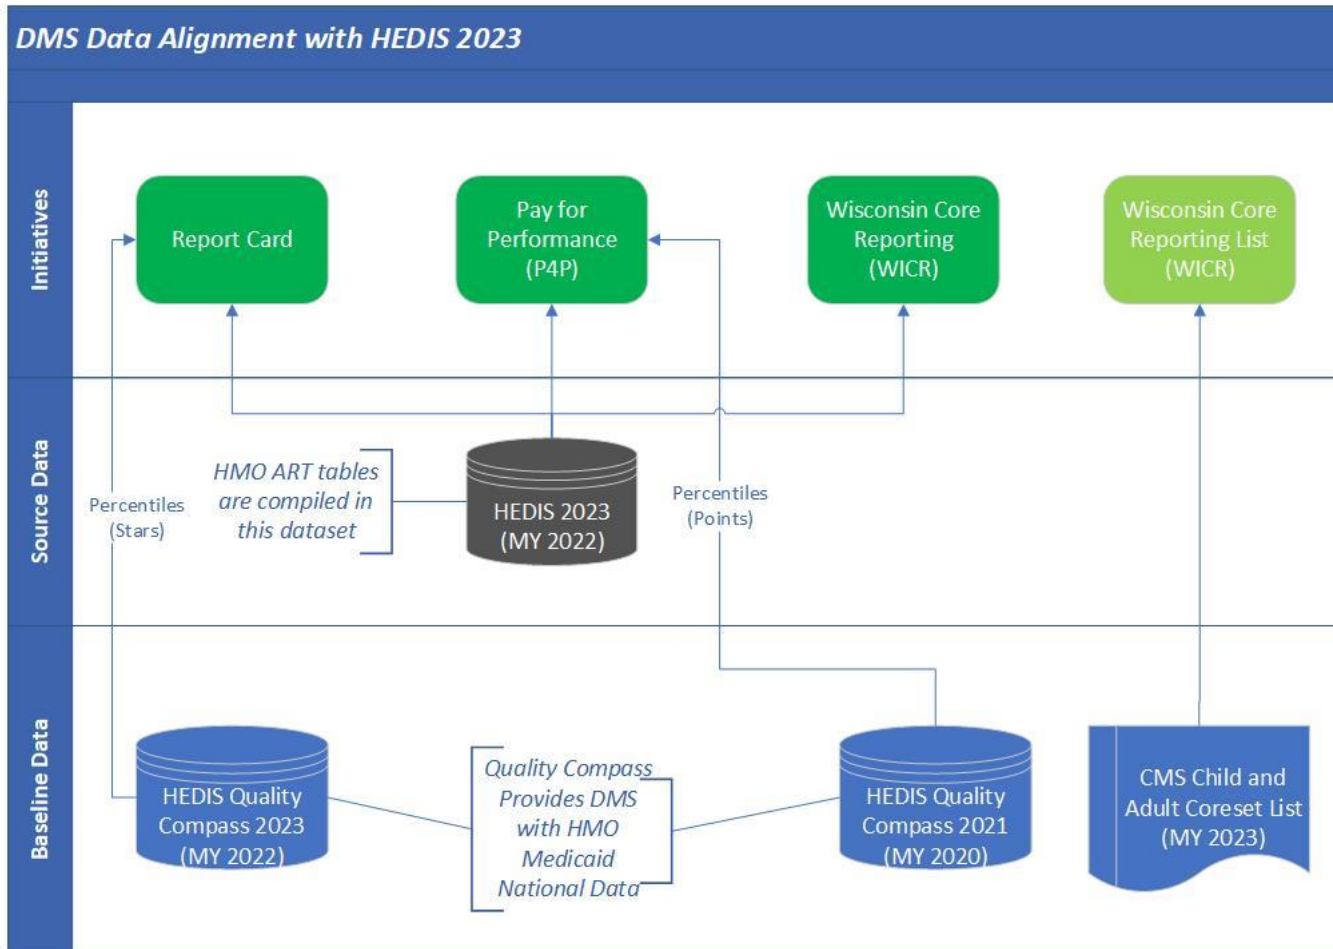 DMS Data Alignment with HEDIS 2023
Initiatives
Report Card
Pay for
Performance
(P4P)
Wisconsin Core
Reporting
(WICR)
Wisconsin Core
Reporting List
(WICR)
Source Data
Percentiles
(Stars)
HMO ART tables
are compiled in
this dataset
HEDIS 2023
(MY 2022)
Percentiles
(Points)
Baseline Data
HEDIS Quality
Compass 2023
(MY 2022)
Quality Compass
Provides DMS
with HMO
Medicaid
National Data
HEDIS Quality
Compass 2021
(MY 2020)
CMS Child and
Adult Coreset List
(MY 2023)